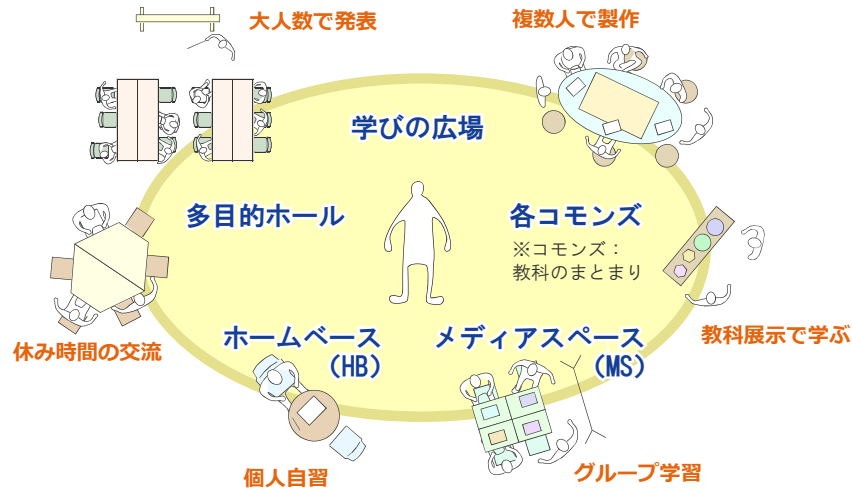 大人数で発表
複数人で製作
学びの広場
多目的ホール
各コモンズ
※コモンズ：
教科のまとまり
ホームベース
（HB）
メディアスペース
（MS）
教科展示で学ぶ
休み時間の交流
個人自習
グループ学習